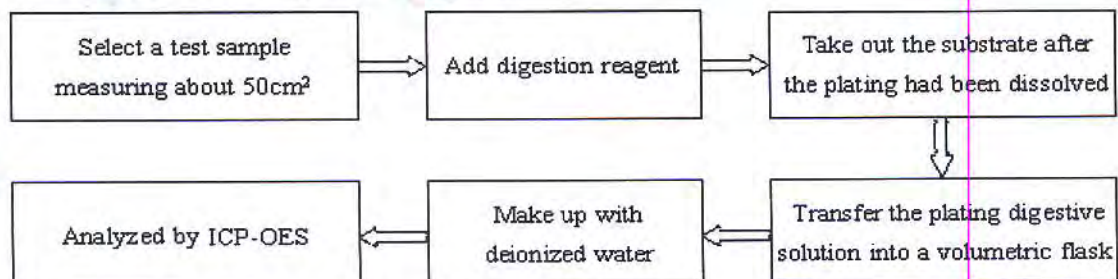 Select a test sample
measuring about 50cm²
Add digestion reagent
Take out the substrate after
the plating had been dissolved
Transfer the plating digestive
solution into a volumetric flask
Make up with
deionized water
Analyzed by ICP-OES